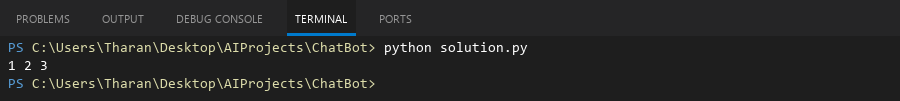 PROBLEMS OUTPUT DEBUG CONSOLE TERMINAL PORTS
PS C:\Users\Tharan\Desktop\AIProjects\ChatBot> python solution.py
1 2 3
PS C:\Users\Tharan\Desktop\AIProjects\ChatBot>